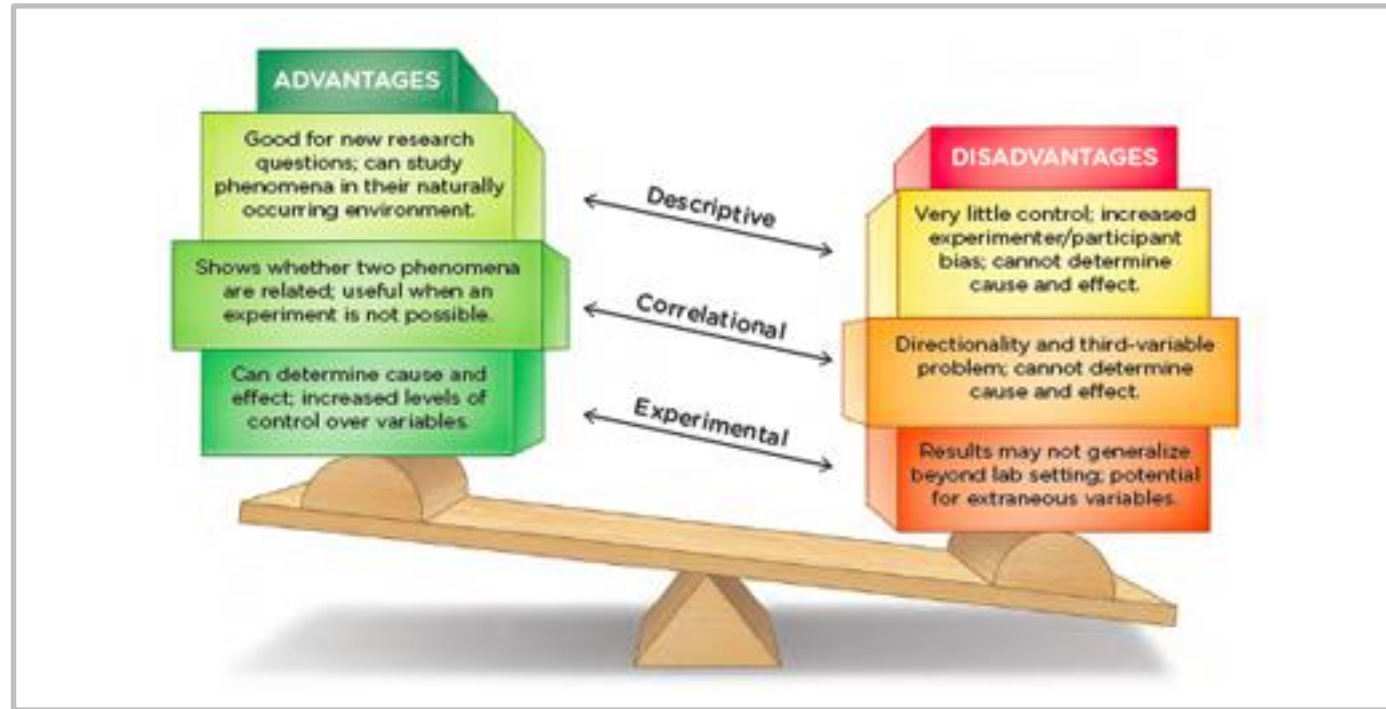 ADVANTAGES
Good for new research
questions; can study
phenomena in their naturally
occurring environment.
Shows whether two phenomena
are related; useful when an
experiment is not possible.
Can determine cause and
effect; increased levels of
control over variables.
Descriptive
Correlational
Experimental
DISADVANTAGES
Very little control; increased
experimenter/participant
bias; cannot determine
cause and effect.
Directionality and third-variable
problem; cannot determine
cause and effect.
Results may not generalize
beyond lab setting; potential
for extraneous variables.